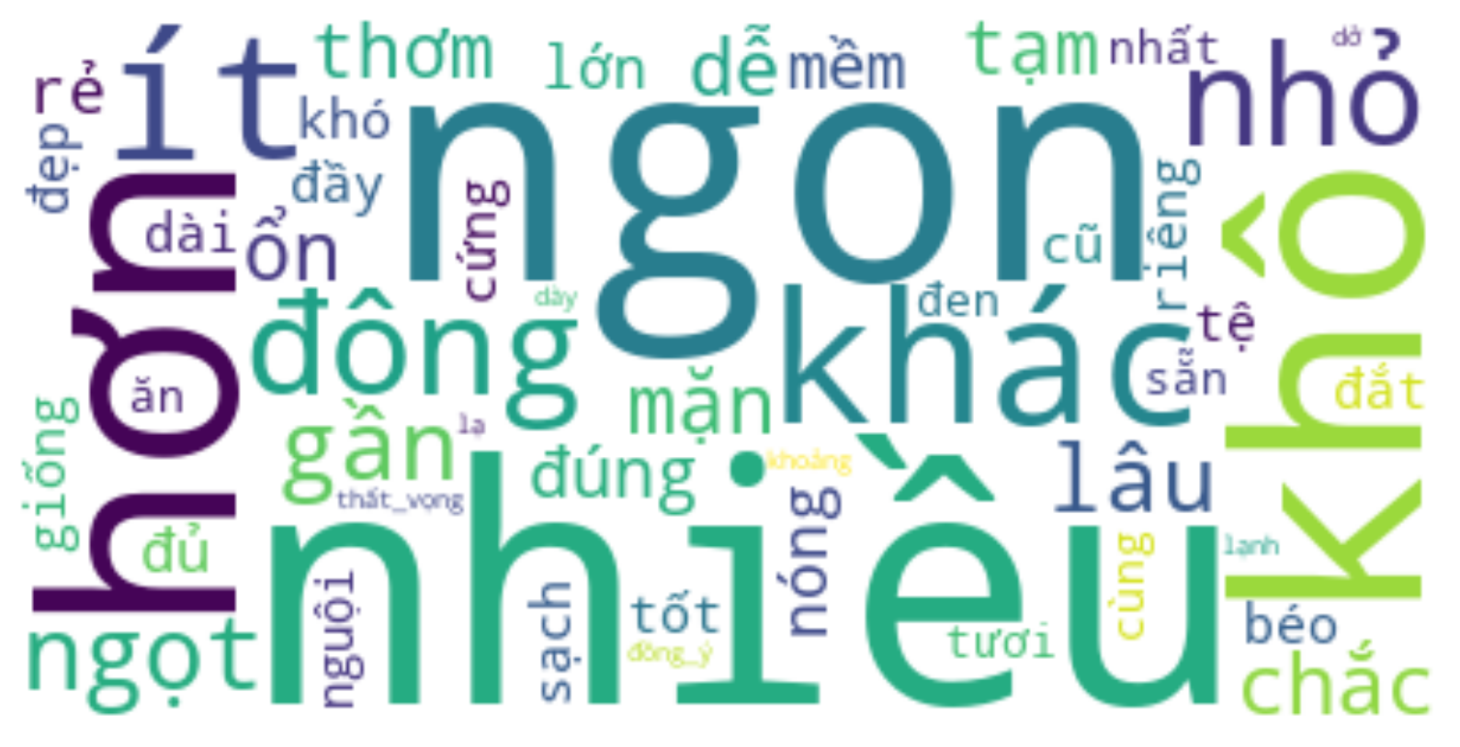 thơm
lớn
dễ
mềm
tạm
nhất
dở
rẻ
ít
khó
ngon
nhỏ
đẹp
đầy
cứng
riêng
dài
ổn
cũ
hơn
đông
dày
khác
đen
tệ
sẵn
khô
ăn
mặn
đắt
giống
gần
lạ
đúng
khoảng
lâu
thất_vọng
nhiều
nóng
đủ
cùng
lạnh
ngọt
nguội
sạch
tốt
đồng_ý
tươi
béo
chắc